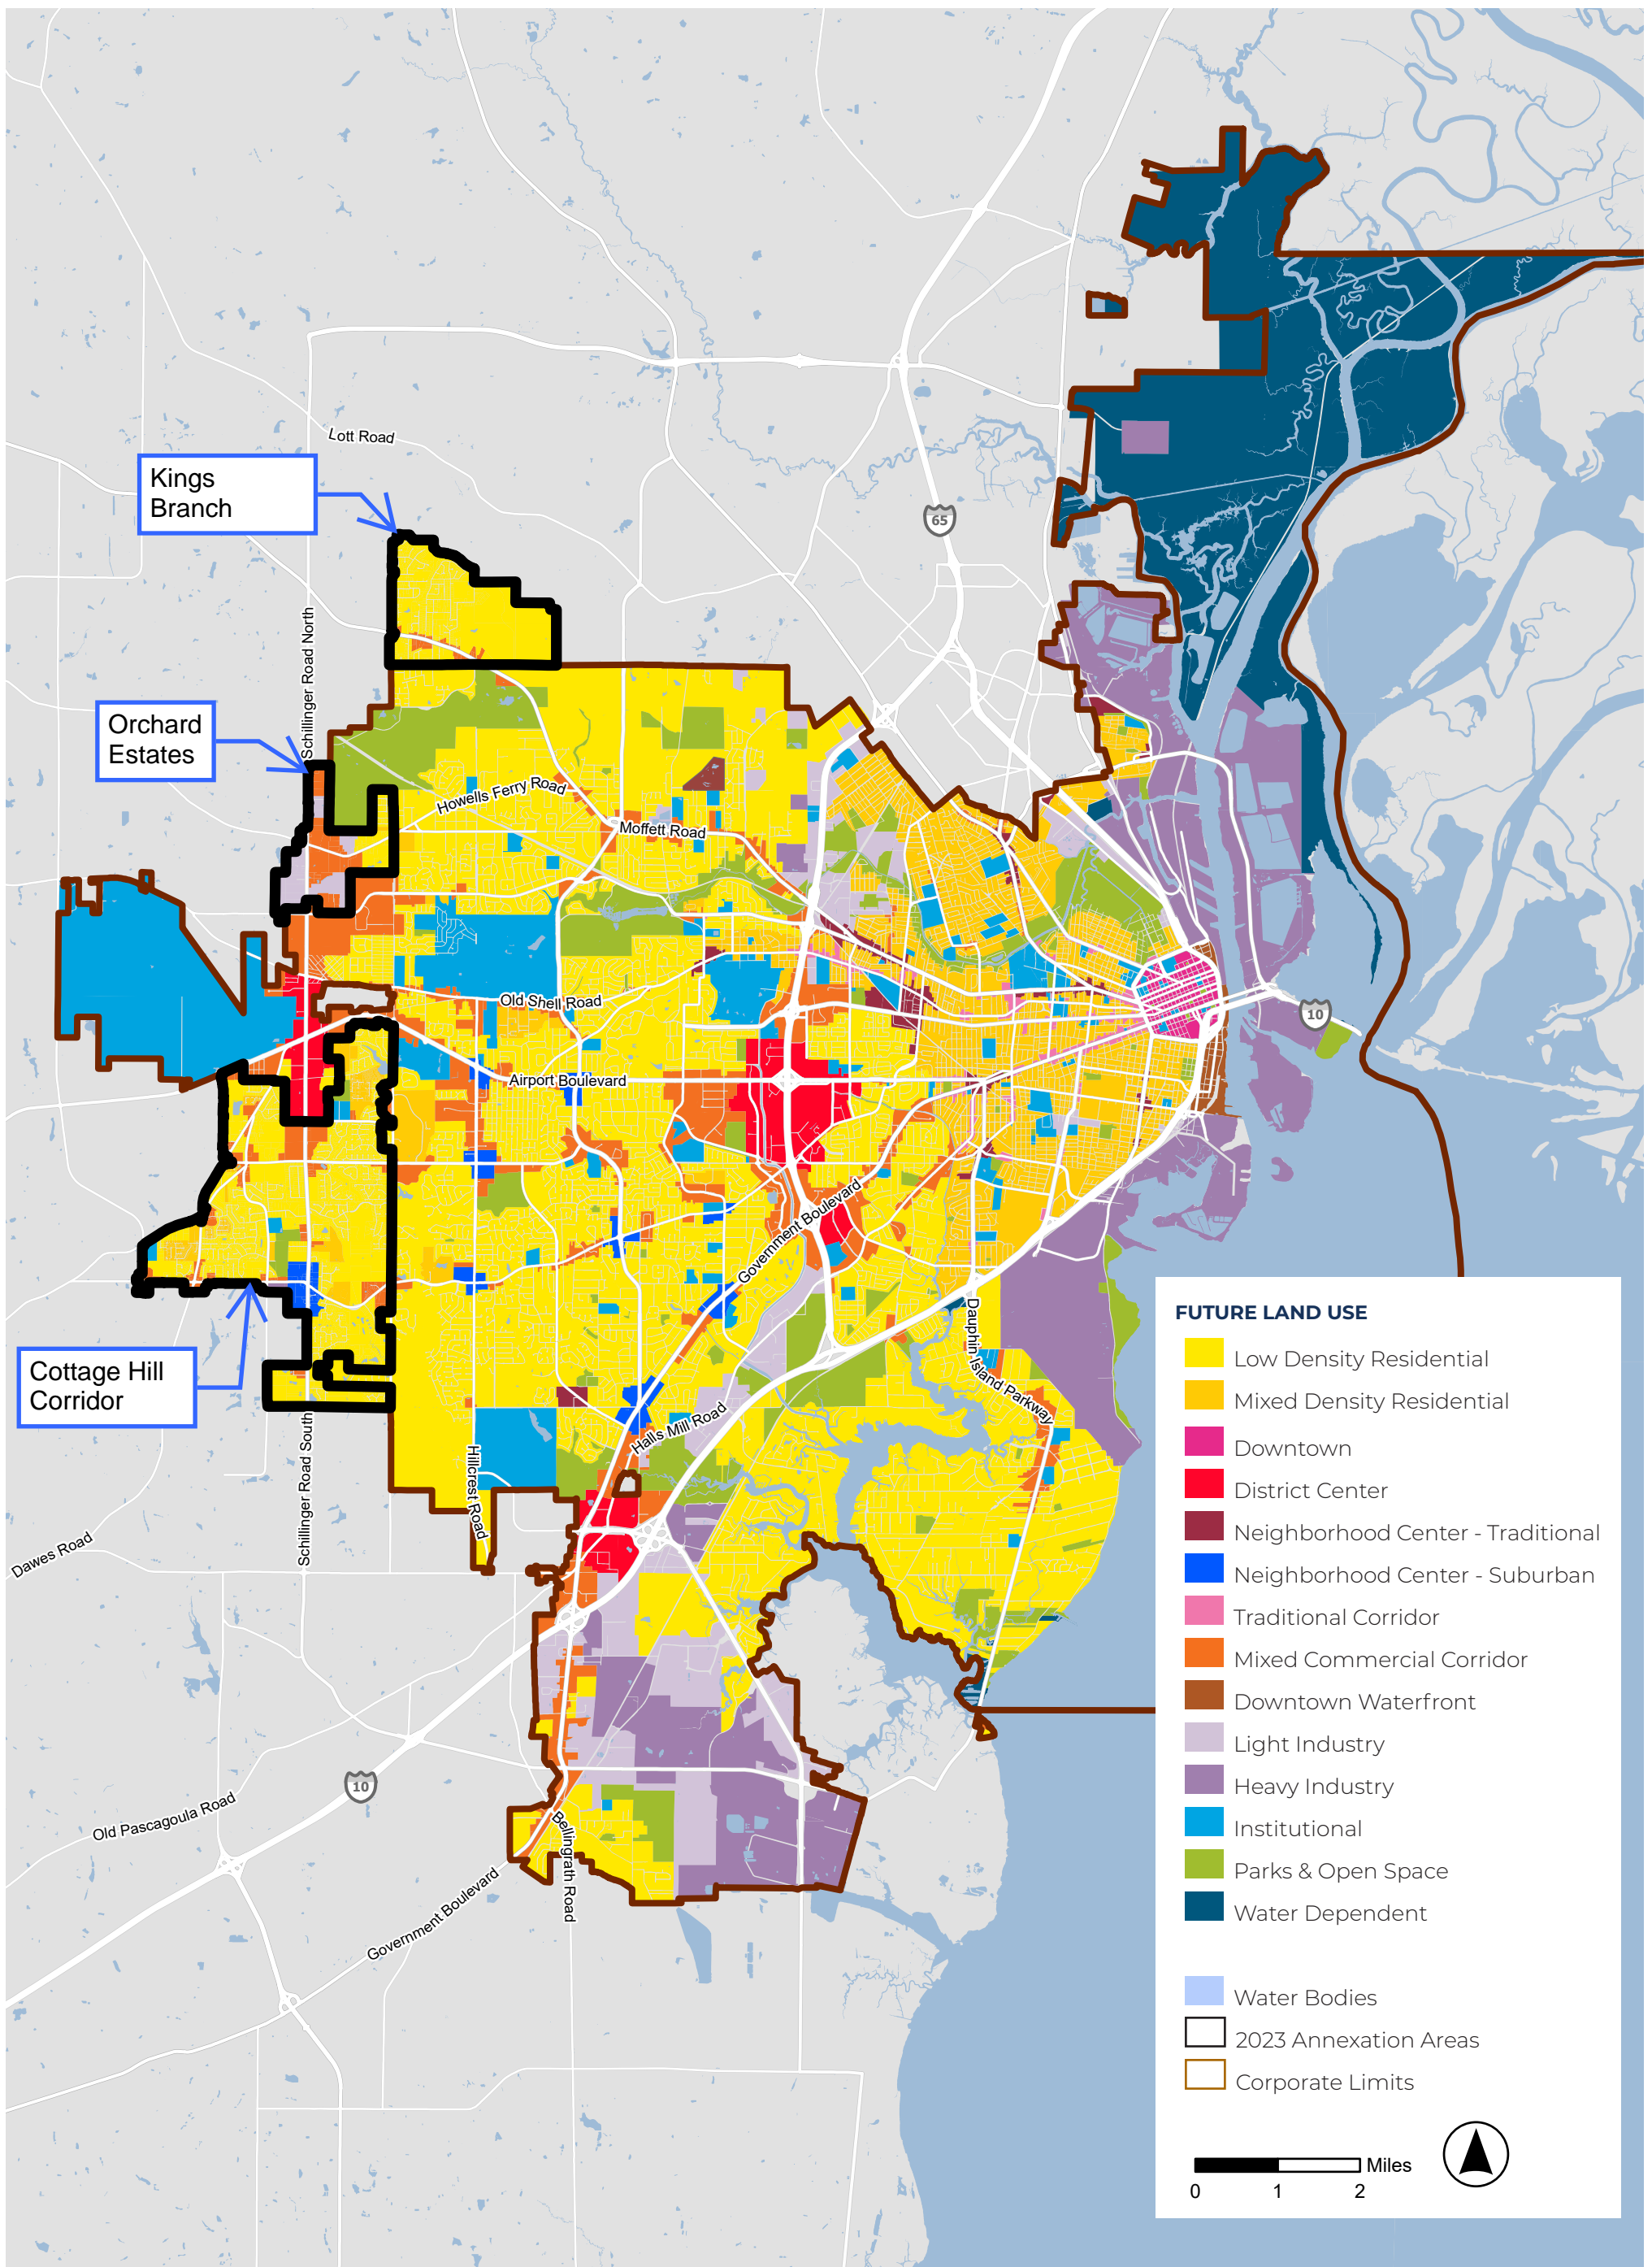 Lott Road
Kings
Branch
65
Schillinger Road North
Orchard
Estates
Howells Ferry Road
Moffett Road
Old Shell Road
10
Airport Boulevard
Government Boulevard
Cottage Hill
Corridor
Dauphin Island Parkway
Halls Mill Road
Hillcrest Road
Schillinger Road South
Dawes Road
10
Old Pascagoula Road
Bellingrath Road
Government Boulevard
FUTURE LAND USE
Low Density Residential
Mixed Density Residential
Downtown
District Center
Neighborhood Center - Traditional
Neighborhood Center - Suburban
Traditional Corridor
Mixed Commercial Corridor
Downtown Waterfront
Light Industry
Heavy Industry
Institutional
Parks & Open Space
Water Dependent
Water Bodies
2023 Annexation Areas
Corporate Limits
Miles
0 1 2